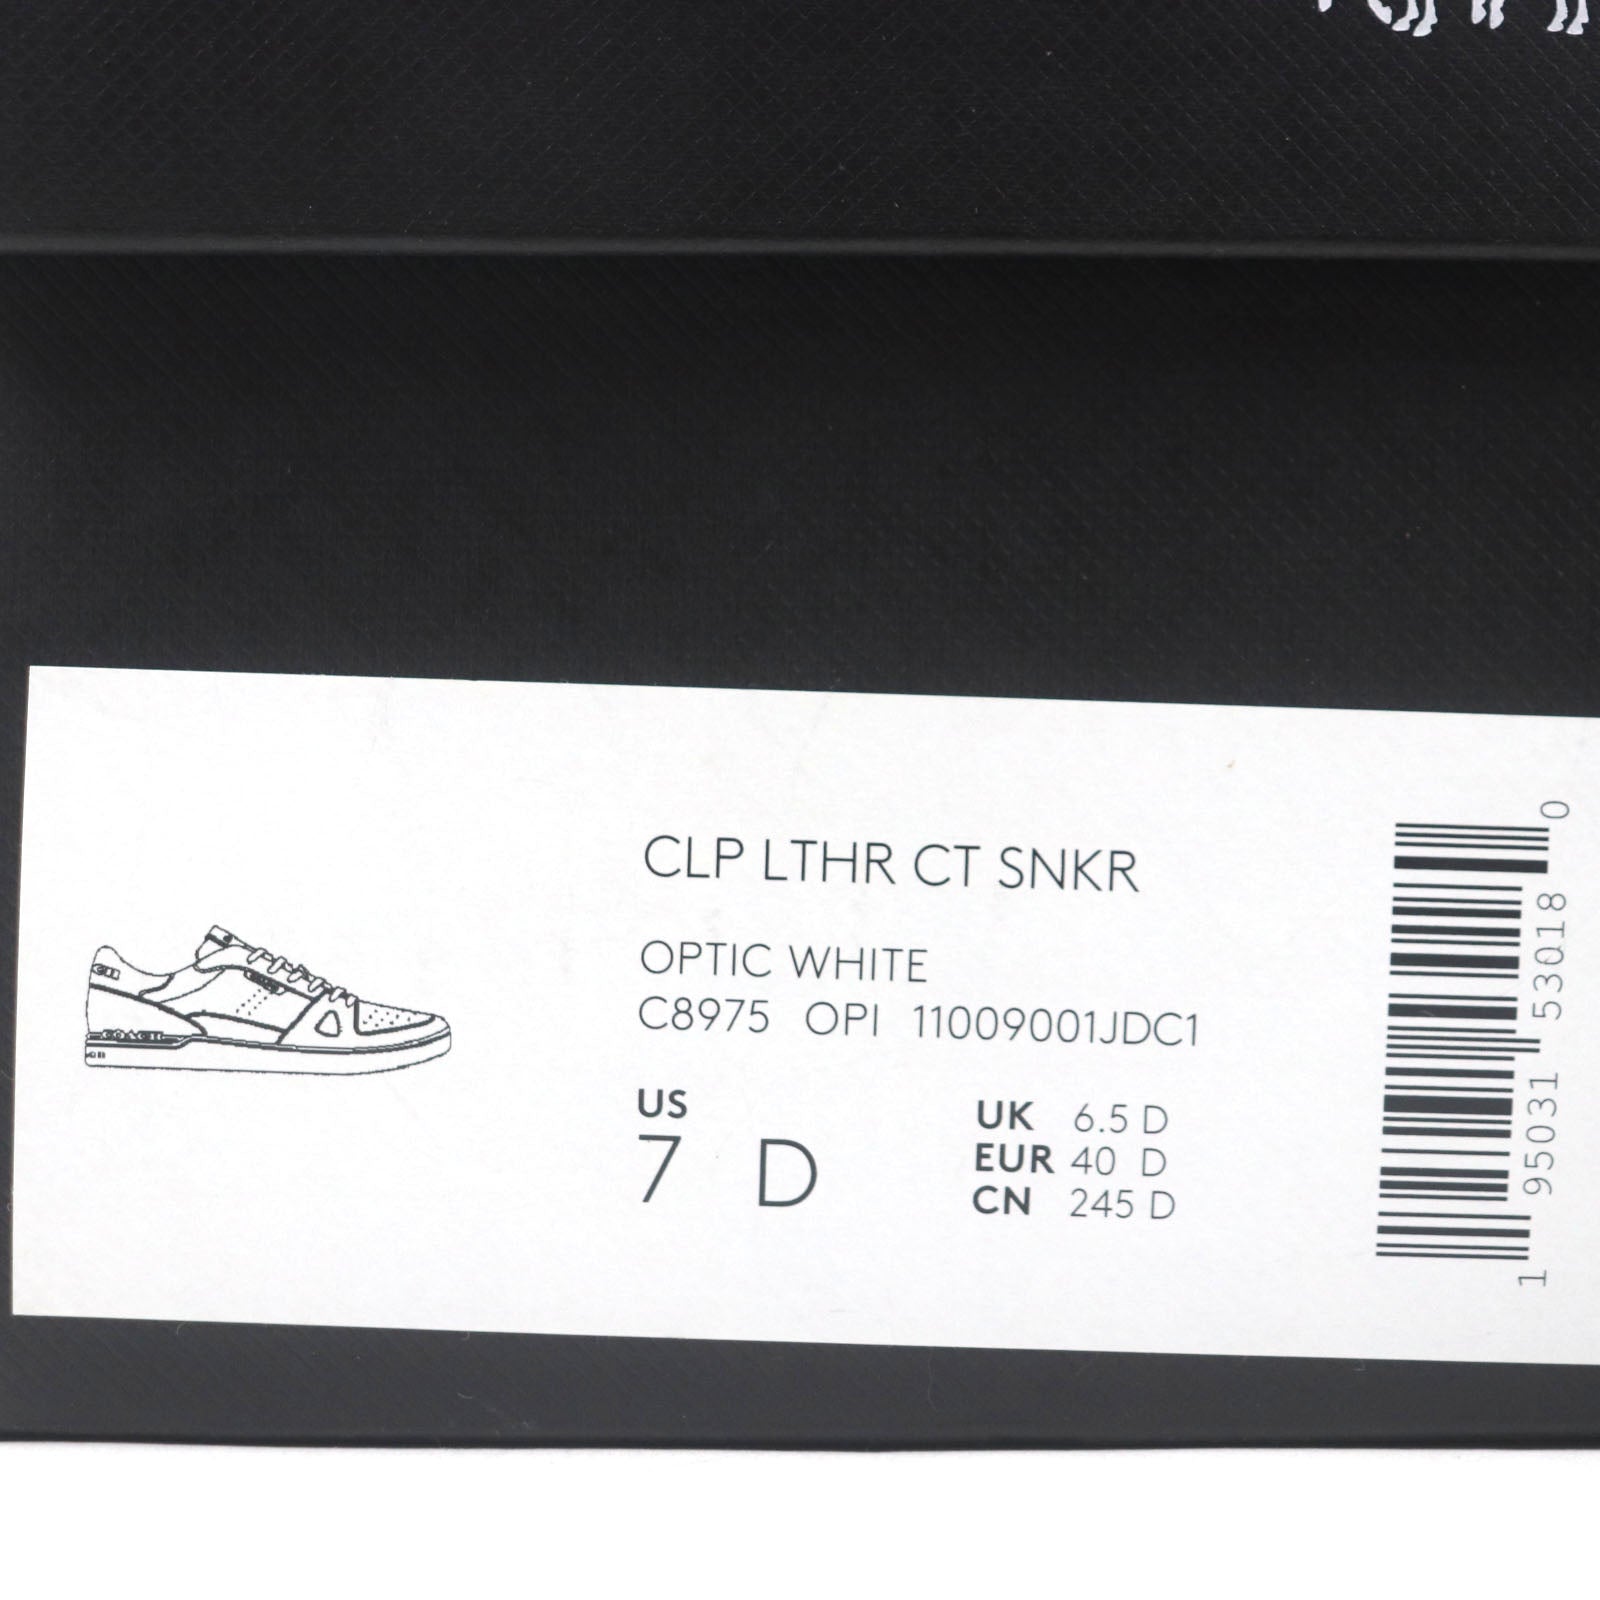 CLP LTHR CT SNKR
OPTIC WHITE
C8975 OPI 11009001JDC1
US
7 D
UK 6.5 D
EUR 40 D
CN 245 D
1 95031 53018 0
COACH